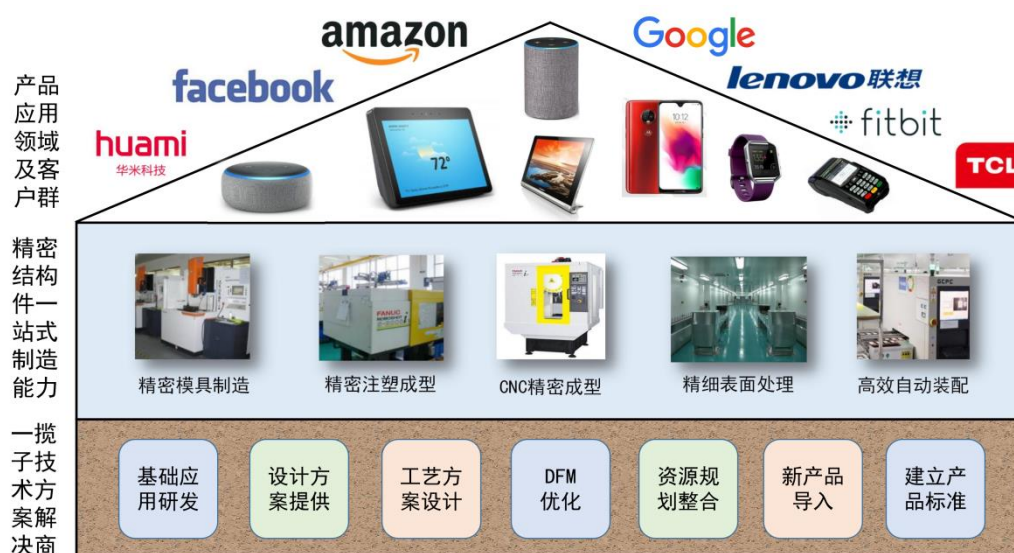 amazon
Google
facebook
lenovo联想
fitbit
huami
华米科技
TCL
产品
应用
领域
及客
户群
72°
10:12
精密
结构
件一
站式
制造
能力
FANUC
精密模具制造
精密注塑成型
CNC精密成型
精细表面处理
高效自动装配
一揽
子技
术方
案解
决商
基础应
用研发
设计方
案提供
工艺方
案设计
DFM
优化
资源规
划整合
新产品
导入
建立产
品标准